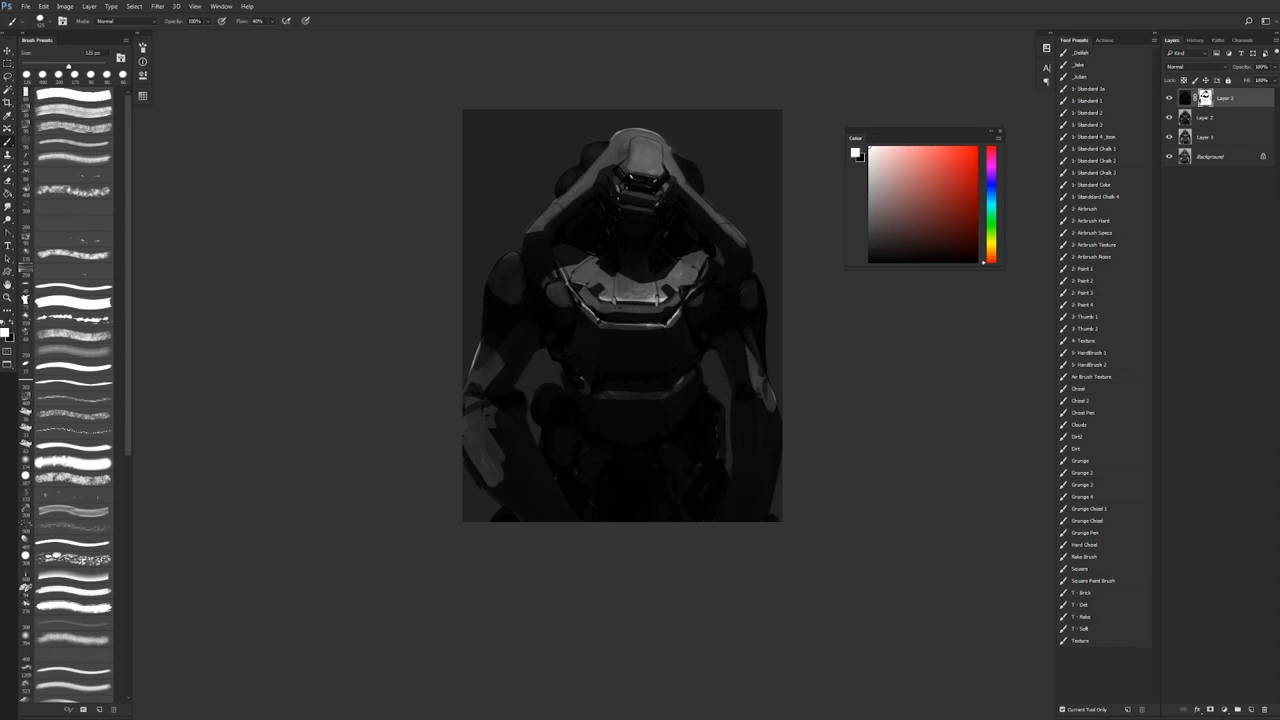 Ps File Edit Image Layer Type Select Filter 3D View Window Help
125 Mode: Normal Opacity: 100% Flow: 40%
Brush Presets
Size: 125 px
Color
Tool Presets Actions
_Delilah
_Jake
_Julian
1- Standard 1a
1- Standard 1
1- Standard 2
1- Standard 3
1- Standard 4 _Icon
1- Standard Chalk 1
1- Standard Chalk 2
1- Standard Chalk 3
1- Standard Color
1- Standdard Chalk 4
2- Airbrush
2- Airbrush Hard
2- Airbrush Specs
2- Airbrush Texture
2- Airbrush Noise
2- Paint 1
2- Paint 2
2- Paint 3
2- Paint 4
3- Thumb 1
3- Thumb 2
4- Texture
5- HardBrush 1
5- HardBrush 2
Air Brush Texture
Chisel
Chisel 2
Chisel Pen
Clouds
Dirt2
Dirt
Grunge
Grunge 2
Grunge 3
Grunge 4
Grunge Chisel 1
Grunge Chisel
Grunge Pen
Hard Chisel
Rake Brush
Square
Square Paint Brush
T - Brick
T - Dot
T - Rake
T - Soft
Texture
Current Tool Only
Layers History Paths Channels
Kind
Normal Opacity: 100%
Lock: Fill: 100%
Layer 3
Layer 2
Layer 1
Background